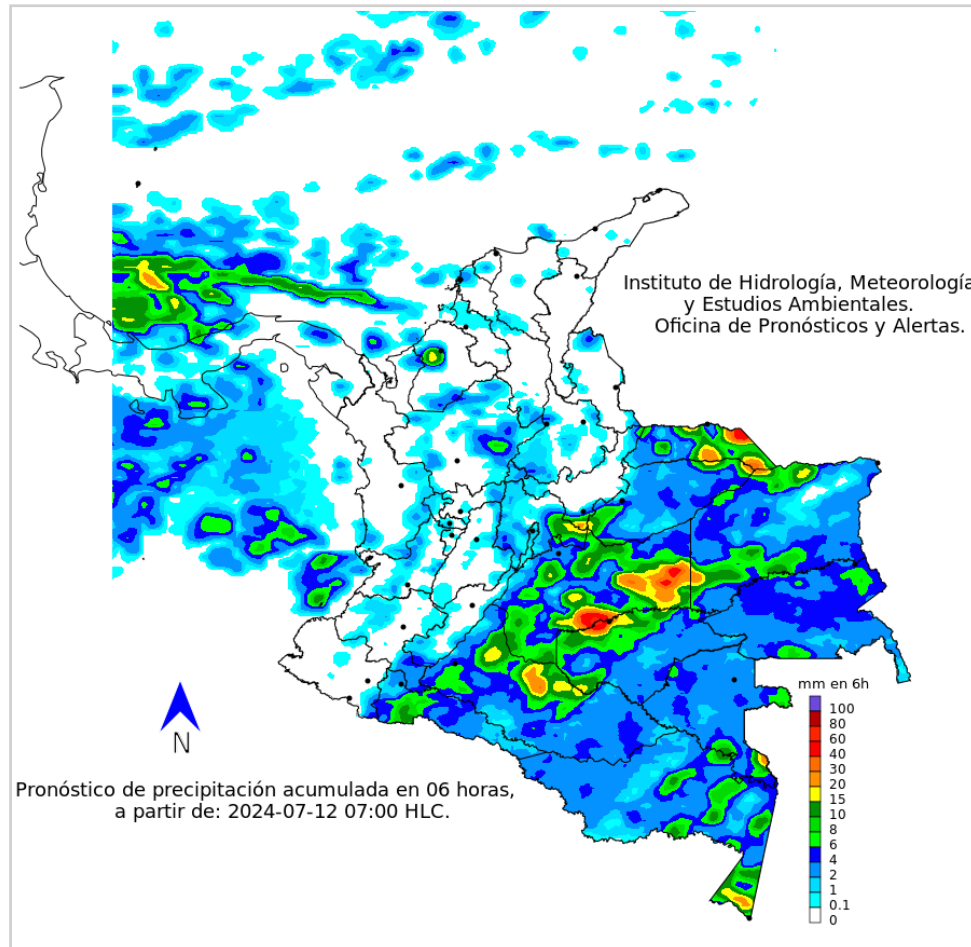 Instituto de Hidrología, Meteorología
y Estudios Ambientales.
Oficina de Pronósticos y Alertas.
mm en 6h
100
80
60
40
30
20
15
10
8
6
4
2
1
0.1
0
N
Pronóstico de precipitación acumulada en 06 horas,
a partir de: 2024-07-12 07:00 HLC.